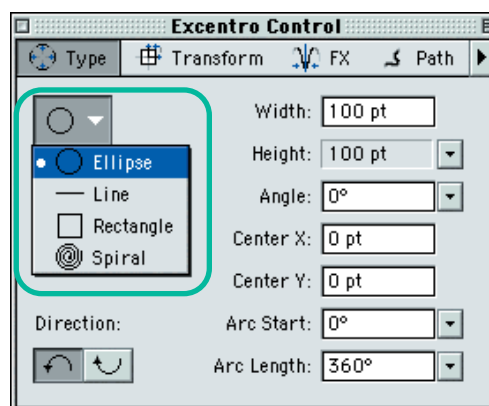 Excentro Control
Type Transform FX Path
Width: 100 pt
Height: 100 pt
Ellipse
Line
Angle: 0°
Rectangle
Center X: 0 pt
Spiral
Center Y: 0 pt
Direction: Arc Start: 0°
Arc Length: 360°